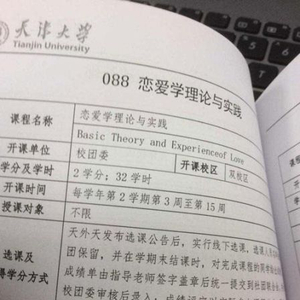 天津大学
Tianjin University
088 恋爱学理论与实践
课程名称 恋爱学理论与实践
Basic Theory and Experienceof Love
开课单位 校团委 开课校区 双校区
学分及学时 2学分；32学时
开课时间 每学年第2学期第3周至第15周
授课对象 不限
选课及 天外天发布选课公告后，实行线下选课，
得学分方式 团保留，并在学期末结课时，对完成课程的
成绩单由指导老师签字盖章后统一提交到社团
校团委审核后录入，